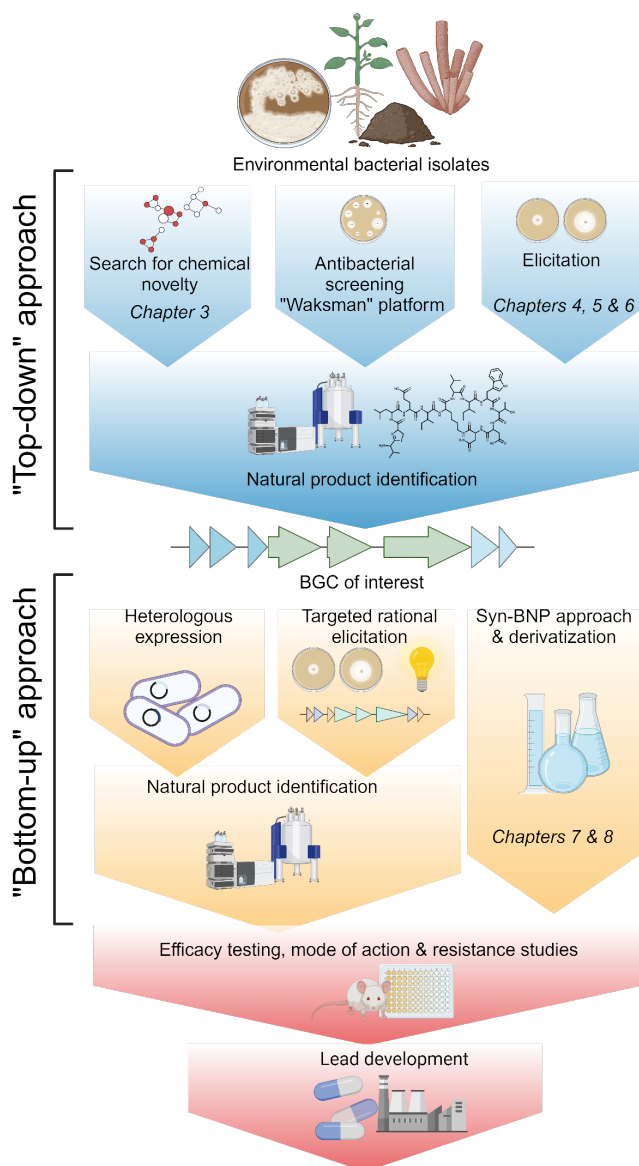 Environmental bacterial isolates
"Top-down" approach
Search for chemical
novelty
Chapter 3
Antibacterial
screening
"Waksman" platform
Elicitation
Chapters 4, 5 & 6
Natural product identification
BGC of interest
"Bottom-up" approach
Heterologous
expression
Targeted rational
elicitation
Syn-BNP approach
& derivatization
Chapters 7 & 8
Natural product identification
Efficacy testing, mode of action & resistance studies
Lead development